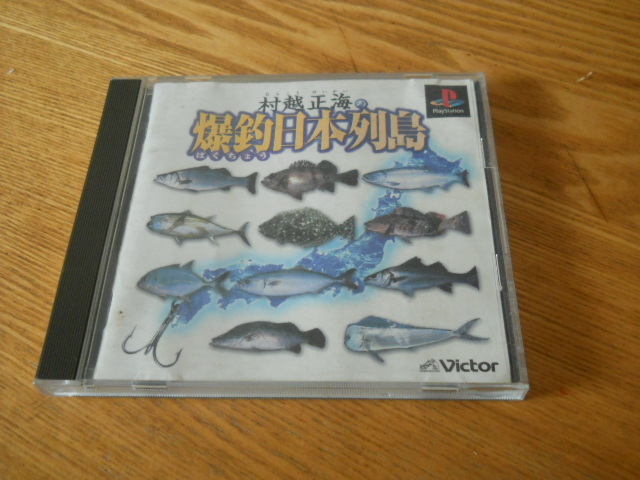 村越正海の
爆釣日本列島
ばくちょう
PlayStation
Victor